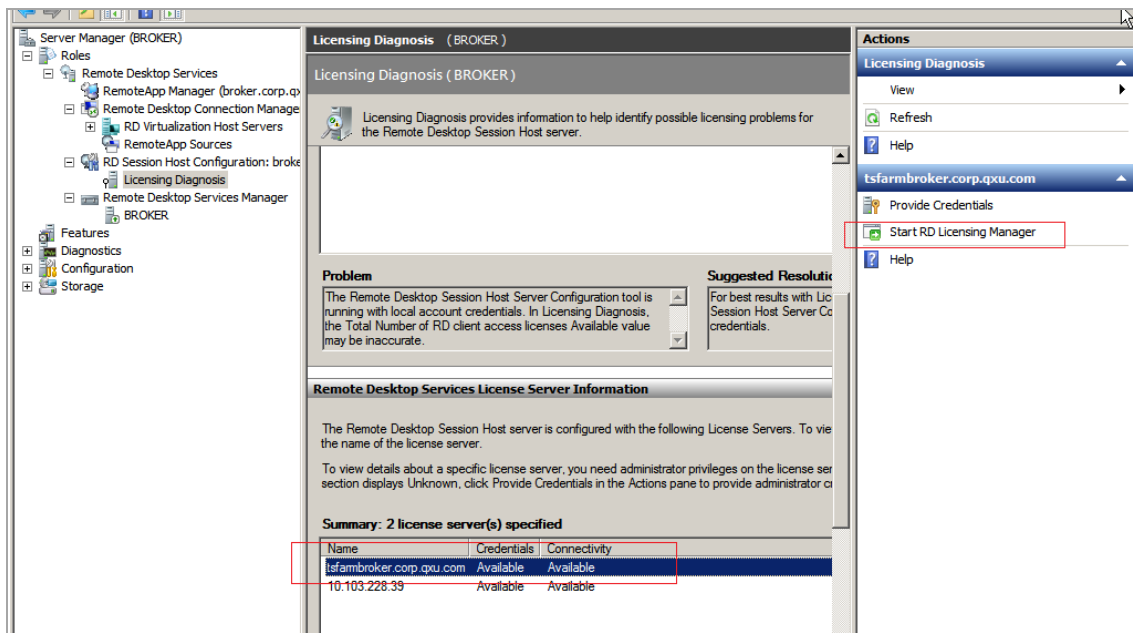 Server Manager (BROKER)
Roles
Remote Desktop Services
RemoteApp Manager (broker.corp.qx
Remote Desktop Connection Manage
RD Virtualization Host Servers
RemoteApp Sources
RD Session Host Configuration: broke
Licensing Diagnosis
Remote Desktop Services Manager
BROKER
Features
Diagnostics
Configuration
Storage
Licensing Diagnosis (BROKER)
Licensing Diagnosis (BROKER)
Licensing Diagnosis provides information to help identify possible licensing problems for
the Remote Desktop Session Host server.
Problem
The Remote Desktop Session Host Server Configuration tool is
running with local account credentials. In Licensing Diagnosis,
the Total Number of RD client access licenses Available value
may be inaccurate.
Suggested Resolutio
For best results with Lic
Session Host Server Co
credentials.
Remote Desktop Services License Server Information
The Remote Desktop Session Host server is configured with the following License Servers. To vie
the name of the license server.
To view details about a specific license server, you need administrator privileges on the license ser
section displays Unknown, click Provide Credentials in the Actions pane to provide administrator cr
Summary: 2 license server(s) specified
Name Credentials Connectivity
tsfarmbroker.corp.qxu.com Available Available
10.103.228.39 Available Available
Actions
Licensing Diagnosis
View
Refresh
Help
tsfarmbroker.corp.qxu.com
Provide Credentials
Start RD Licensing Manager
Help